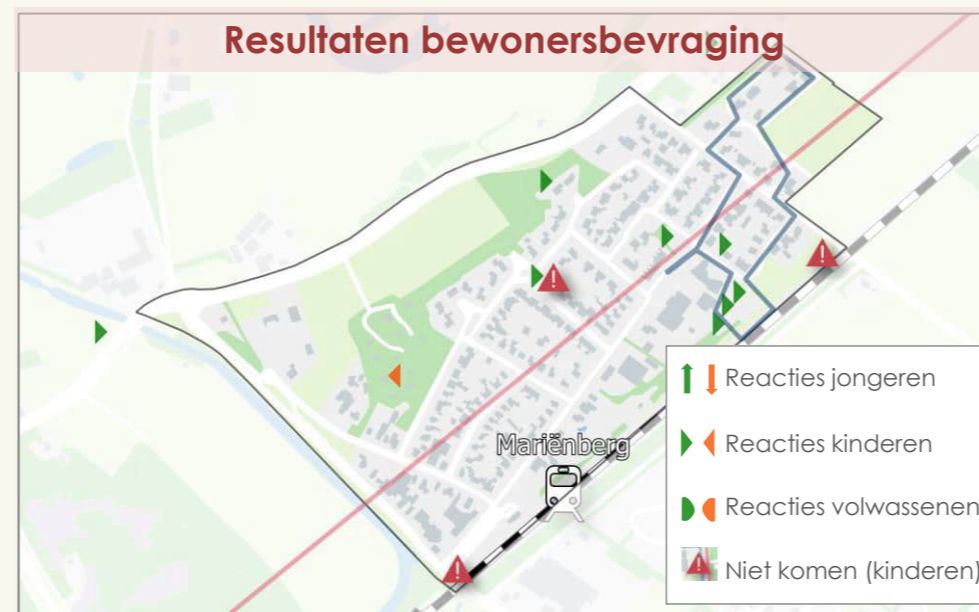 Resultaten bewonersbevraging
Mariënberg
Reacties jongeren
Reacties kinderen
Reacties volwassenen
Niet komen (kinderen)